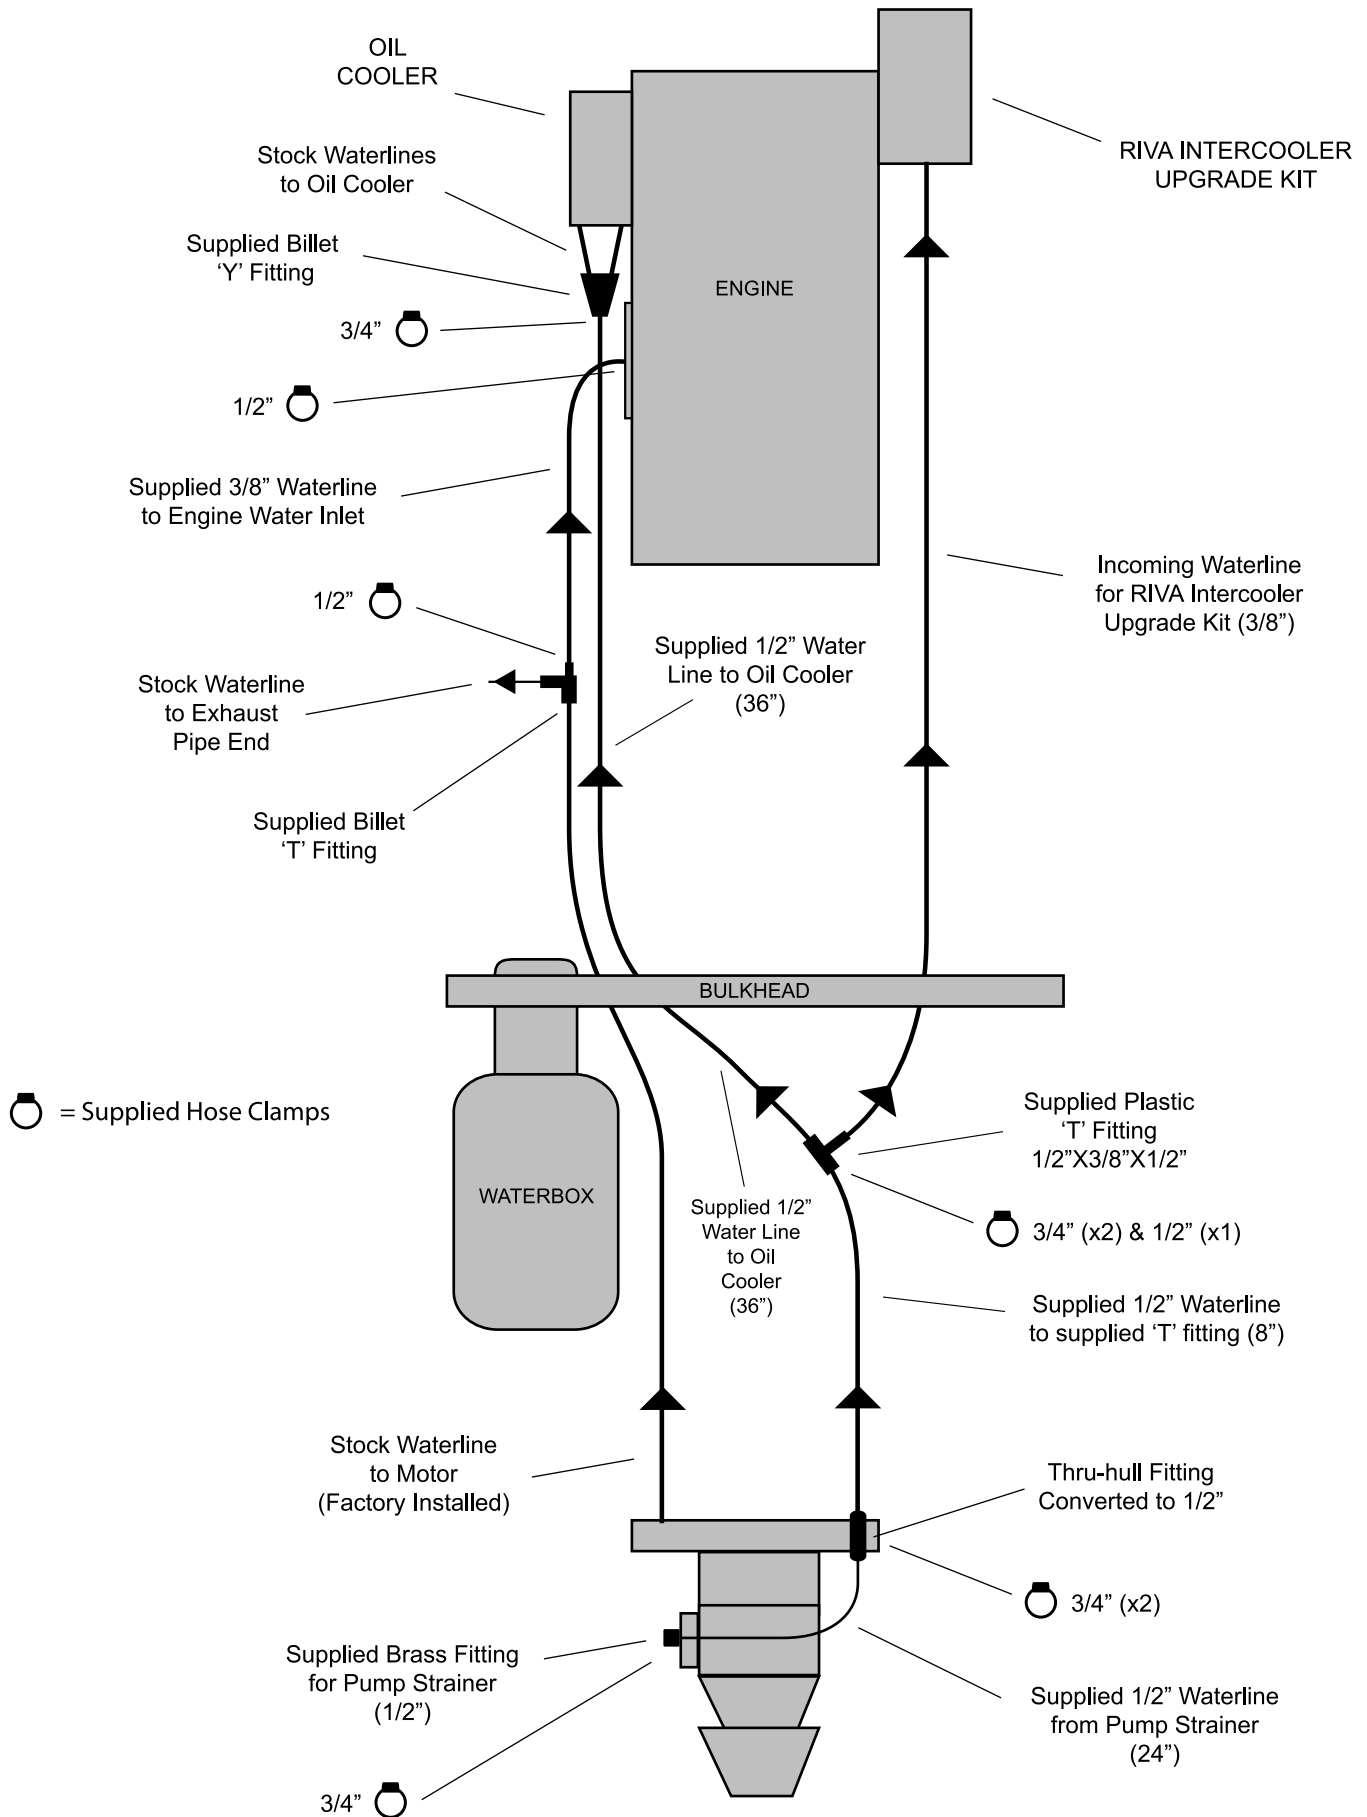 OIL
COOLER
RIVA INTERCOOLER
UPGRADE KIT
Stock Waterlines
to Oil Cooler
Supplied Billet
‘Y’ Fitting
ENGINE
3/4”
1/2”
Supplied 3/8” Waterline
to Engine Water Inlet
Incoming Waterline
for RIVA Intercooler
Upgrade Kit (3/8”)
1/2”
Supplied 1/2” Water
Line to Oil Cooler
(36”)
Stock Waterline
to Exhaust
Pipe End
Supplied Billet
‘T’ Fitting
BULKHEAD
= Supplied Hose Clamps
Supplied Plastic
‘T’ Fitting
1/2”X3/8”X1/2”
WATERBOX
Supplied 1/2”
Water Line
to Oil
Cooler
(36”)
3/4” (x2) & 1/2” (x1)
Supplied 1/2” Waterline
to supplied ‘T’ fitting (8”)
Stock Waterline
to Motor
(Factory Installed)
Thru-hull Fitting
Converted to 1/2”
3/4” (x2)
Supplied Brass Fitting
for Pump Strainer
(1/2”)
Supplied 1/2” Waterline
from Pump Strainer
(24”)
3/4”